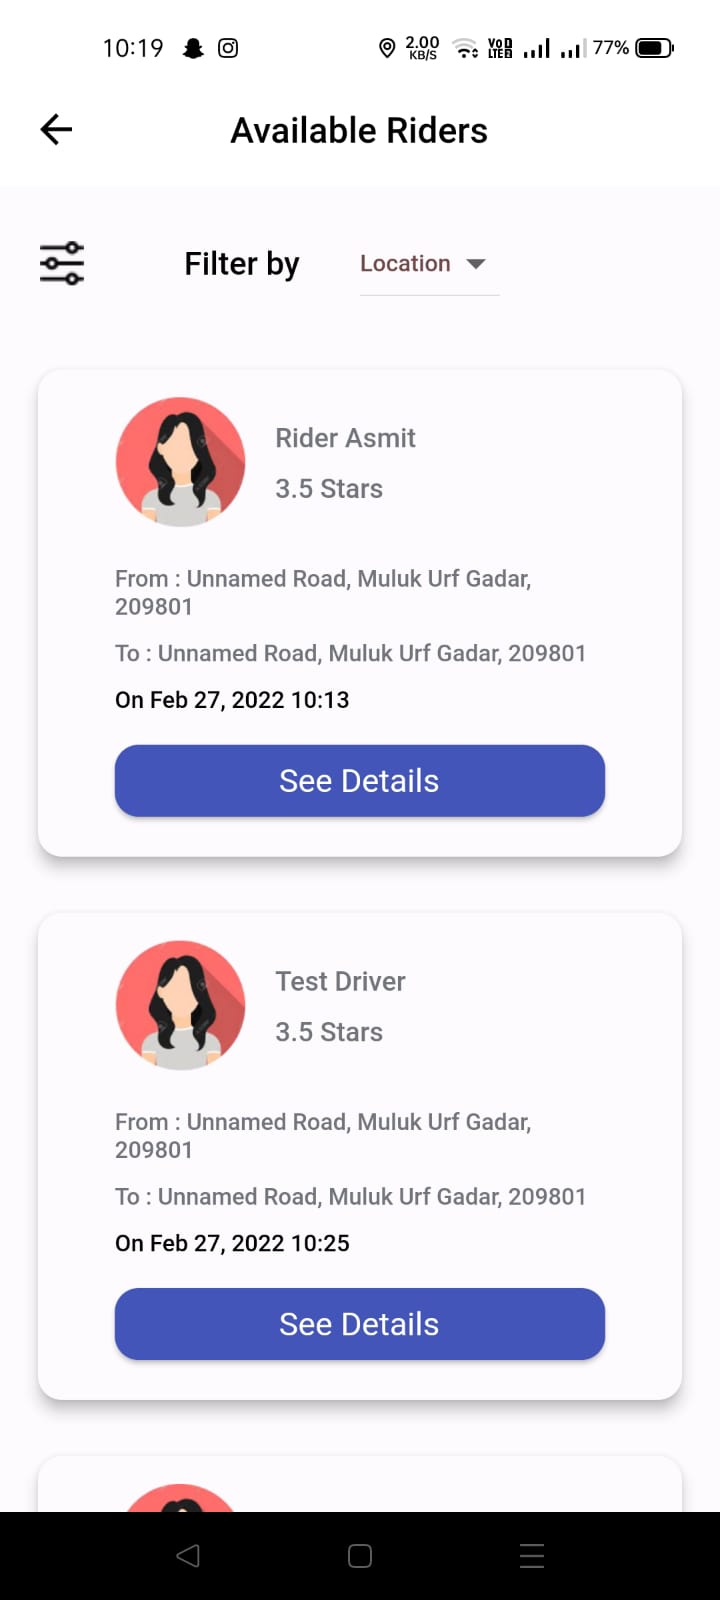 10:19 2.00 KB/S VoD LTE2 77%
Available Riders
Filter by Location
Rider Asmit
3.5 Stars
From : Unnamed Road, Muluk Urf Gadar,
209801
To : Unnamed Road, Muluk Urf Gadar, 209801
On Feb 27, 2022 10:13
See Details
Test Driver
3.5 Stars
From : Unnamed Road, Muluk Urf Gadar,
209801
To : Unnamed Road, Muluk Urf Gadar, 209801
On Feb 27, 2022 10:25
See Details